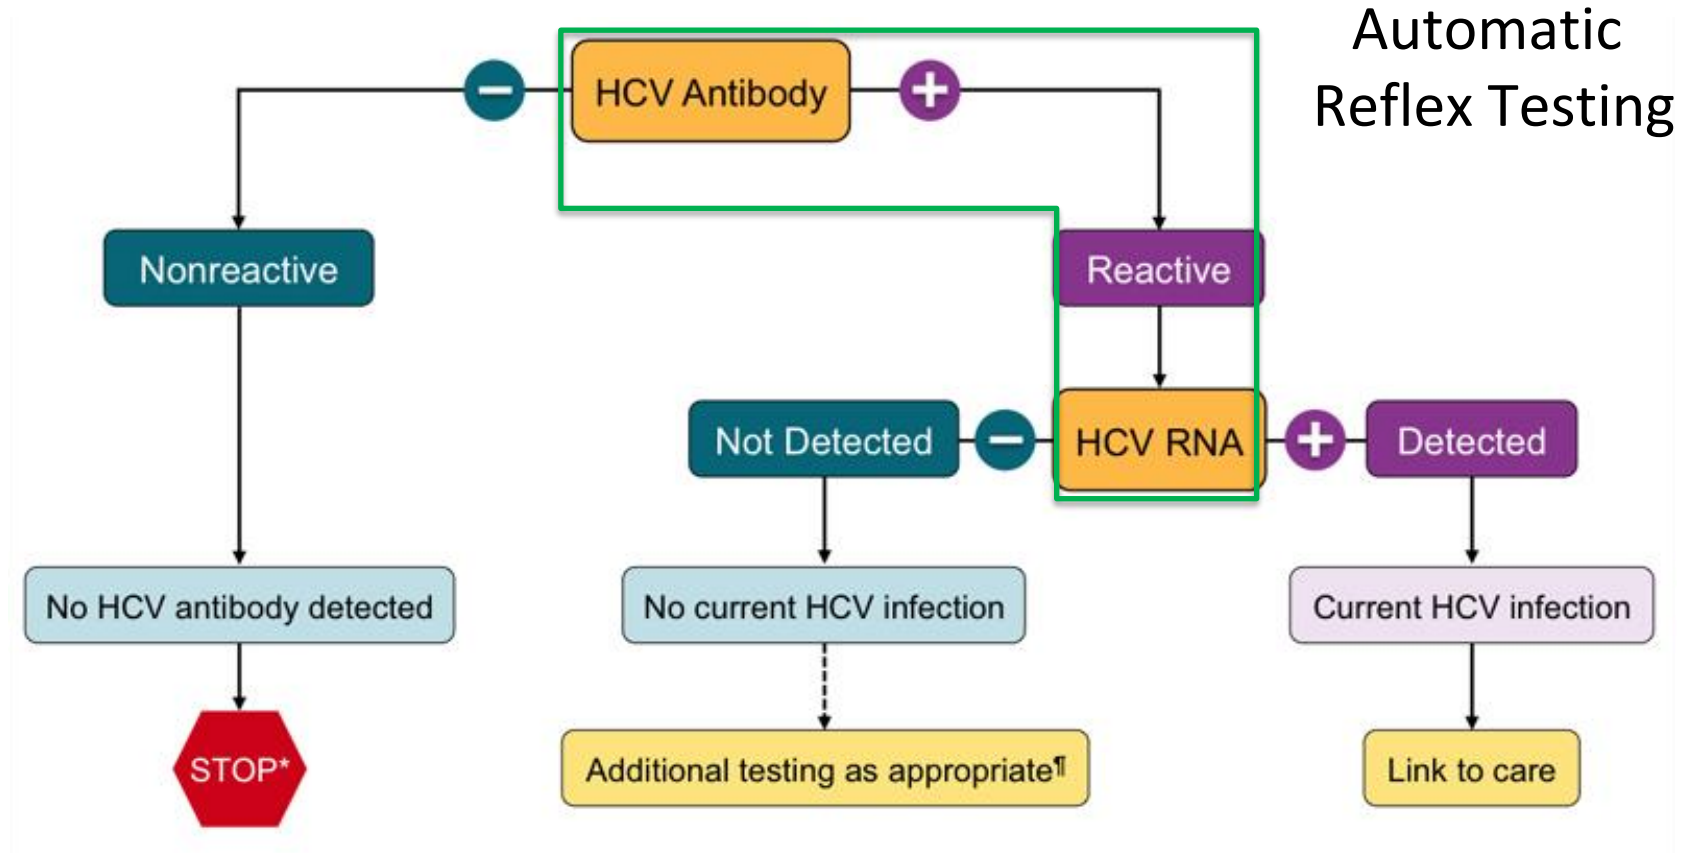 Automatic
Reflex Testing
HCV Antibody
Nonreactive
Reactive
Not Detected
HCV RNA
Detected
No HCV antibody detected
No current HCV infection
Current HCV infection
STOP*
Additional testing as appropriate¶
Link to care